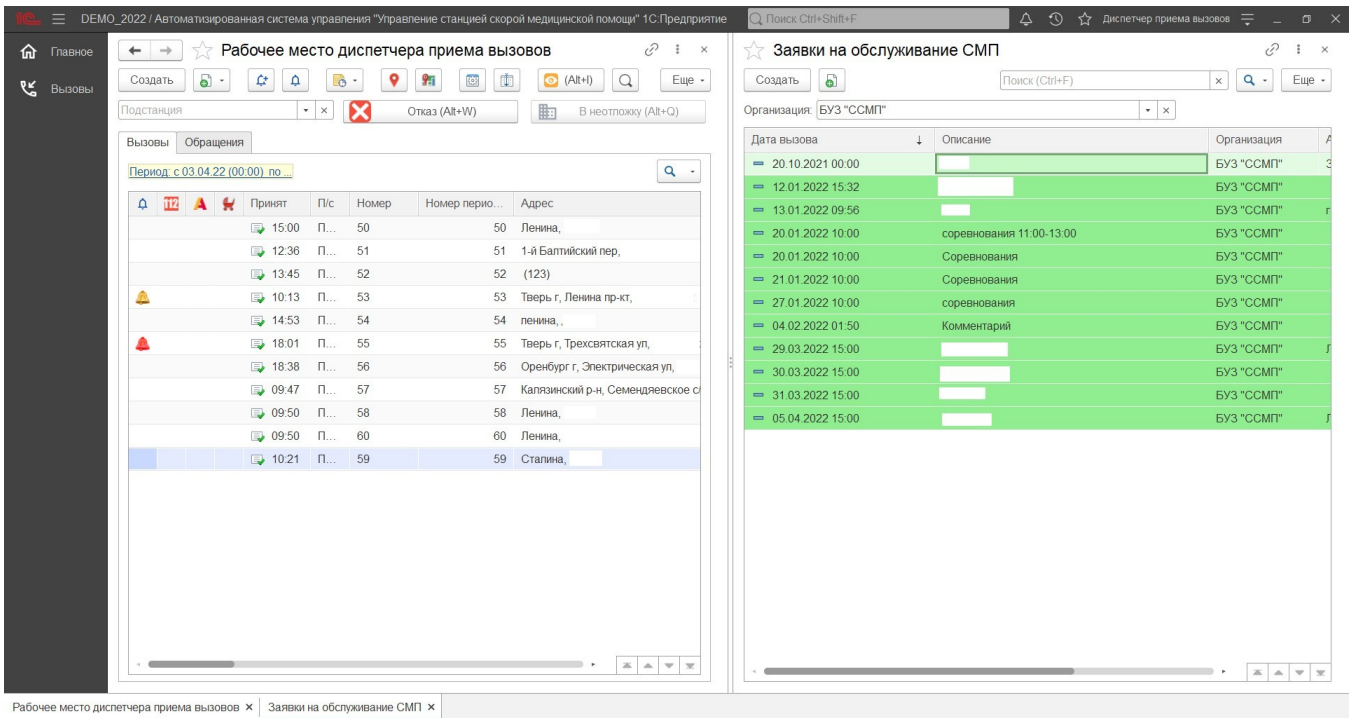 DEMO_2022 / Автоматизированная система управления "Управление станцией скорой медицинской помощи" 1С:Предприятие Поиск Ctrl+Shift+F Диспетчер приема вызовов
Главное
Вызовы
Рабочее место диспетчера приема вызовов
Создать (Alt+I) Еще
Подстанция Отказ (Alt+W) В неотложку (Alt+Q)
Вызовы Обращения
Период: с 03.04.22 (00:00) по ...
112 Принят П/с Номер Номер перио... Адрес
15:00 П... 50 50 Ленина,
12:36 П... 51 51 1-й Балтийский пер,
13:45 П... 52 52 (123)
10:13 П... 53 53 Тверь г, Ленина пр-кт,
14:53 П... 54 54 ленина, ,
18:01 П... 55 55 Тверь г, Трехсвятская ул,
18:38 П... 56 56 Оренбург г, Электрическая ул,
09:47 П... 57 57 Калязинский р-н, Семендяевское с/
09:50 П... 58 58 Ленина,
09:50 П... 60 60 Ленина,
10:21 П... 59 59 Сталина,
Заявки на обслуживание СМП
Создать Поиск (Ctrl+F) Еще
Организация: БУЗ "ССМП"
Дата вызова Описание Организация
20.10.2021 00:00 БУЗ "ССМП"
12.01.2022 15:32 БУЗ "ССМП"
13.01.2022 09:56 БУЗ "ССМП"
20.01.2022 10:00 соревнования 11:00-13:00 БУЗ "ССМП"
20.01.2022 10:00 Соревнования БУЗ "ССМП"
21.01.2022 10:00 Соревнования БУЗ "ССМП"
27.01.2022 10:00 соревнования БУЗ "ССМП"
04.02.2022 01:50 Комментарий БУЗ "ССМП"
29.03.2022 15:00 БУЗ "ССМП"
30.03.2022 15:00 БУЗ "ССМП"
31.03.2022 15:00 БУЗ "ССМП"
05.04.2022 15:00 БУЗ "ССМП"
Рабочее место диспетчера приема вызовов Заявки на обслуживание СМП